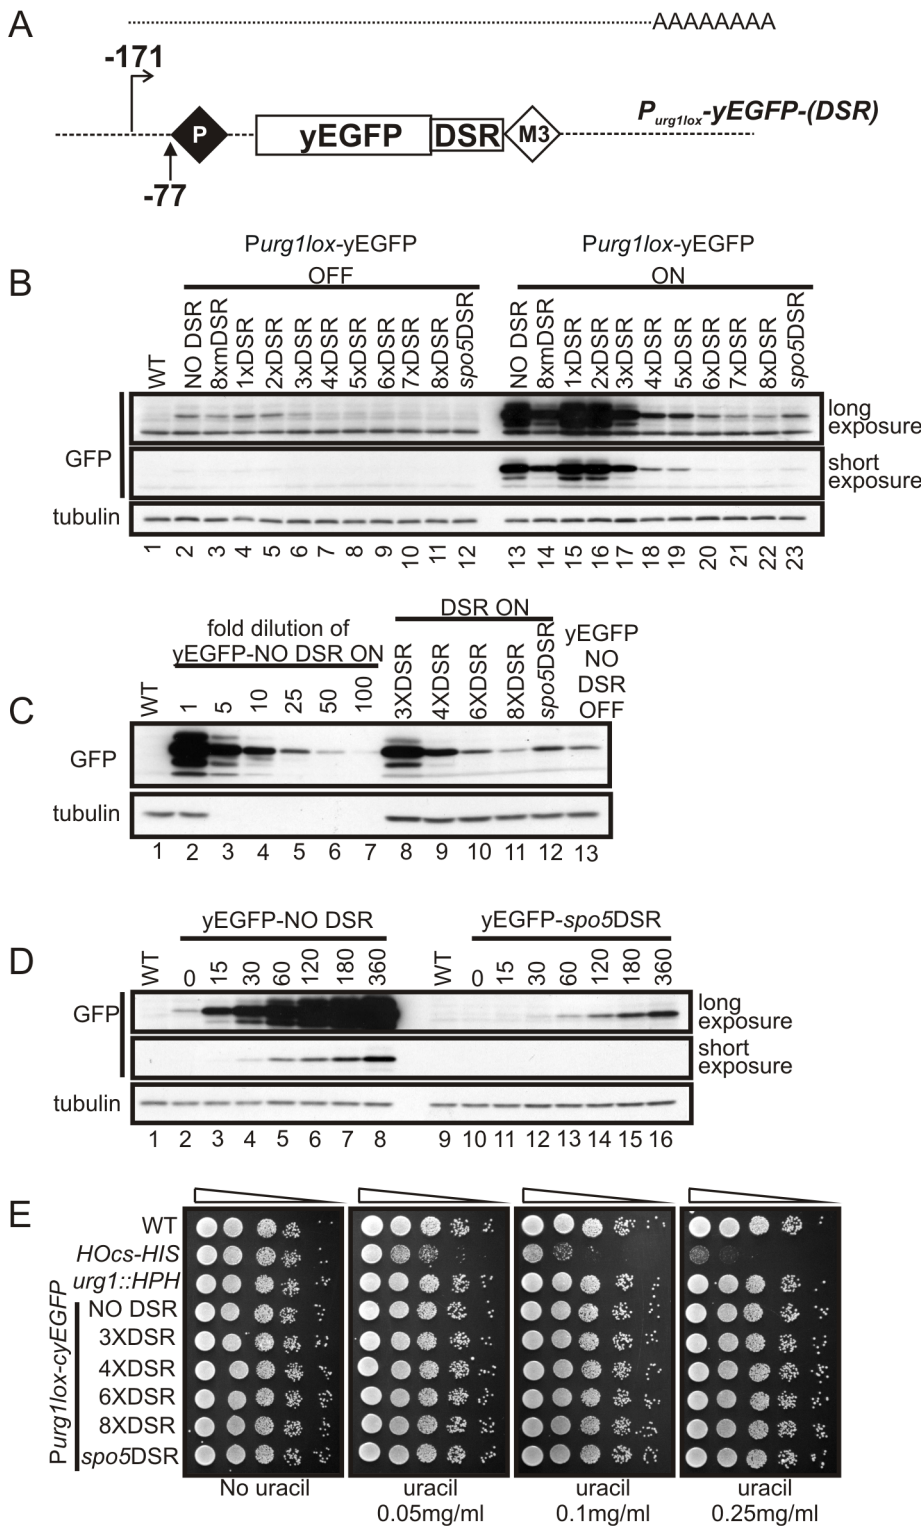 A
AAAAAAAA
-171
P
yEGFP
DSR
M3
Purg1lox-yEGFP-(DSR)
-77
B
Purg1lox-yEGFP
OFF
Purg1lox-yEGFP
ON
WT
NO DSR
8xmDSR
1xDSR
2xDSR
3xDSR
4xDSR
5xDSR
6xDSR
7xDSR
8xDSR
spo5DSR
NO DSR
8xmDSR
1xDSR
2xDSR
3xDSR
4xDSR
5xDSR
6xDSR
7xDSR
8xDSR
spo5DSR
GFP
long
exposure
short
exposure
tubulin
1 2 3 4 5 6 7 8 9 10 11 12 13 14 15 16 17 18 19 20 21 22 23
C
fold dilution of
yEGFP-NO DSR ON
DSR ON
yEGFP
NO
DSR
OFF
WT
1
5
10
25
50
100
3XDSR
4XDSR
6XDSR
8XDSR
spo5DSR
GFP
tubulin
1 2 3 4 5 6 7 8 9 10 11 12 13
D
yEGFP-NO DSR
yEGFP-spo5DSR
WT
0
15
30
60
120
180
360
WT
0
15
30
60
120
180
360
GFP
long
exposure
short
exposure
tubulin
1 2 3 4 5 6 7 8 9 10 11 12 13 14 15 16
E
WT
HOcs-HIS
urg1::HPH
Purg1lox-cyEGFP
NO DSR
3XDSR
4XDSR
6XDSR
8XDSR
spo5DSR
No uracil
uracil
0.05mg/ml
uracil
0.1mg/ml
uracil
0.25mg/ml